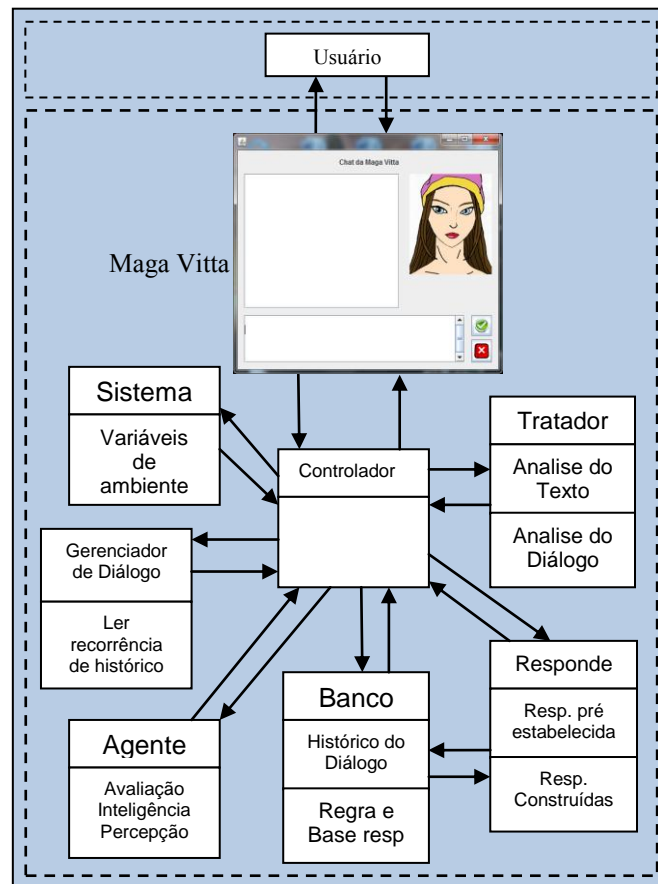 Usuário
Chat da Maga Vitta
Maga Vitta
Sistema
Variáveis
de
ambiente
Controlador
Tratador
Analise do
Texto
Analise do
Diálogo
Gerenciador
de Diálogo
Ler
recorrência
de histórico
Agente
Avaliação
Inteligência
Percepção
Banco
Histórico do
Diálogo
Regra e
Base resp
Responde
Resp. pré
estabelecida
Resp.
Construídas